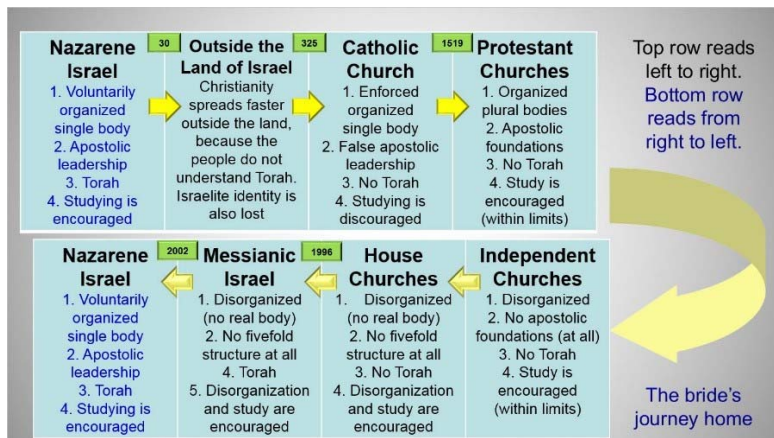 Nazarene
Israel
1. Voluntarily
organized
single body
2. Apostolic
leadership
3. Torah
4. Studying is
encouraged
30
Outside the
Land of Israel
Christianity
spreads faster
outside the land,
because the
people do not
understand Torah.
Israelite identity is
also lost
325
Catholic
Church
1. Enforced
organized
single body
2. False apostolic
leadership
3. No Torah
4. Studying is
discouraged
1519
Protestant
Churches
1. Organized
plural bodies
2. Apostolic
foundations
3. No Torah
4. Study is
encouraged
(within limits)
Top row reads
left to right.
Bottom row
reads from
right to left.
Independent
Churches
1. Disorganized
2. No apostolic
foundations (at all)
3. No Torah
4. Study is
encouraged
(within limits)
House
Churches
1. Disorganized
(no real body)
2. No fivefold
structure at all
3. No Torah
4. Disorganization
and study are
encouraged
1996
Messianic
Israel
1. Disorganized
(no real body)
2. No fivefold
structure at all
4. Torah
5. Disorganization
and study are
encouraged
2002
Nazarene
Israel
1. Voluntarily
organized
single body
2. Apostolic
leadership
3. Torah
4. Studying is
encouraged
The bride's
journey home